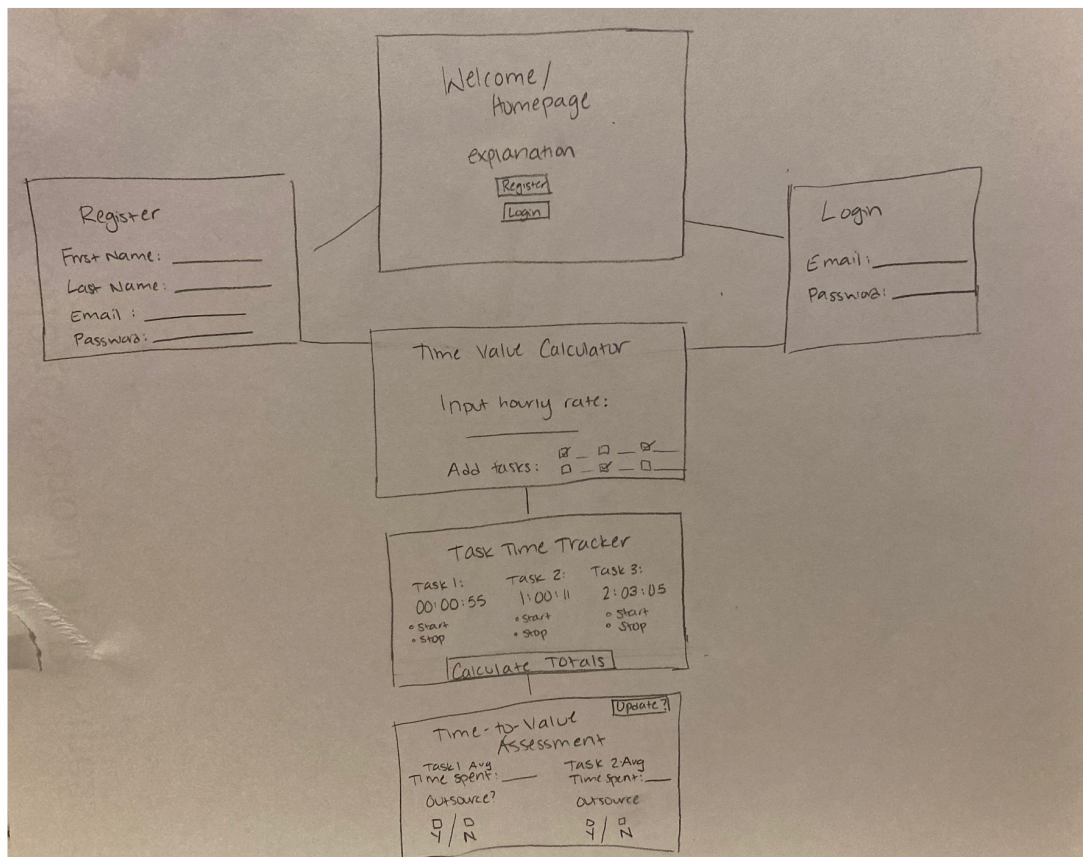 Welcome/
Homepage
explanation
Register
Login
Register
First Name:
Last Name:
Email :
Password:
Login
Email:
Password:
Time Value Calculator
Input hourly rate:
Add tasks:
Task Time Tracker
Task 1:
00:00:55
• Start
• Stop
Task 2:
1:00:11
• Start
• Stop
Task 3:
2:03:05
• Start
• Stop
Calculate Totals
Update?
Time-to-Value
Assessment
Task 1 Avg
Time Spent:
Outsource?
Y / N
Task 2 Avg
Time Spent:
Outsource
Y / N